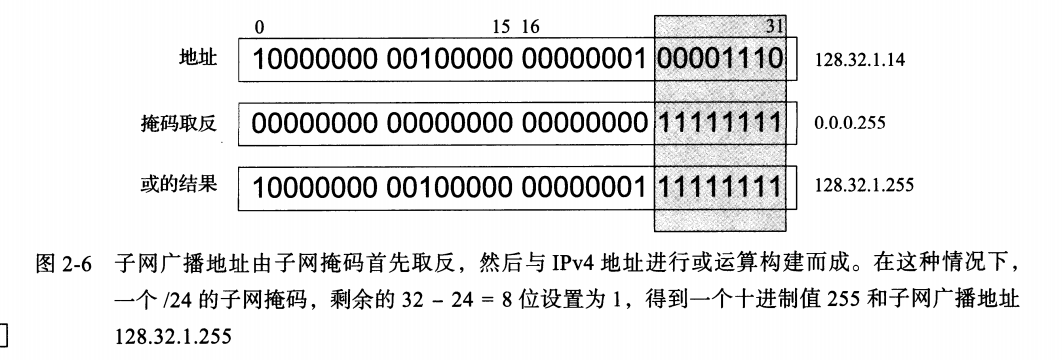 0 15 16 31
地址 10000000 00100000 00000001 00001110 128.32.1.14
掩码取反 00000000 00000000 00000000 11111111 0.0.0.255
或的结果 10000000 00100000 00000001 11111111 128.32.1.255
图 2-6 子网广播地址由子网掩码首先取反，然后与 IPv4 地址进行或运算构建而成。在这种情况下，
一个 /24 的子网掩码，剩余的 32 – 24 = 8 位设置为 1，得到一个十进制值 255 和子网广播地址
128.32.1.255